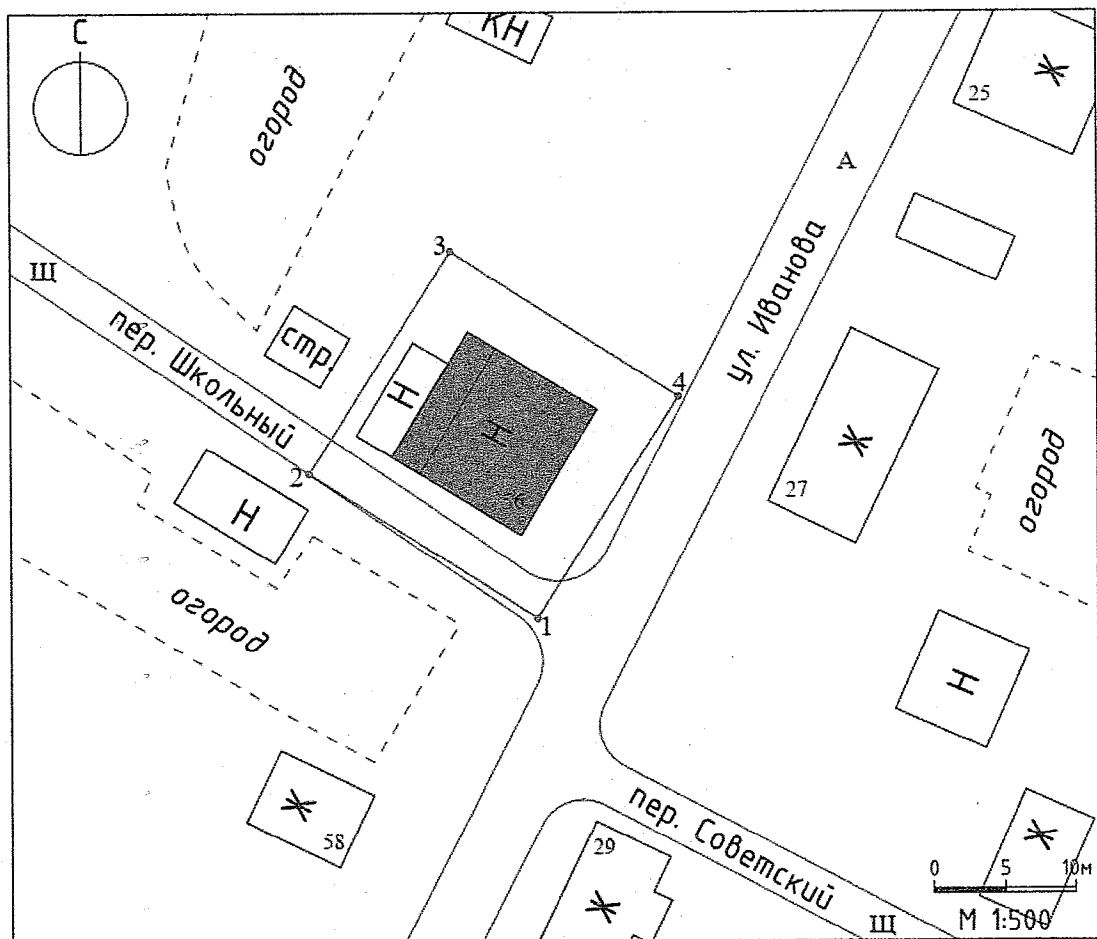 С
КН
Ж
25
огород
А
3
Щ
ул. Иванова
пер. Школьный
стр.
4
Н
Н
Ж
27
огород
2
Н
1
огород
Н
Ж
58
пер. Советский
29
Ж
Ж
0 5 10м
М 1:500
Щ